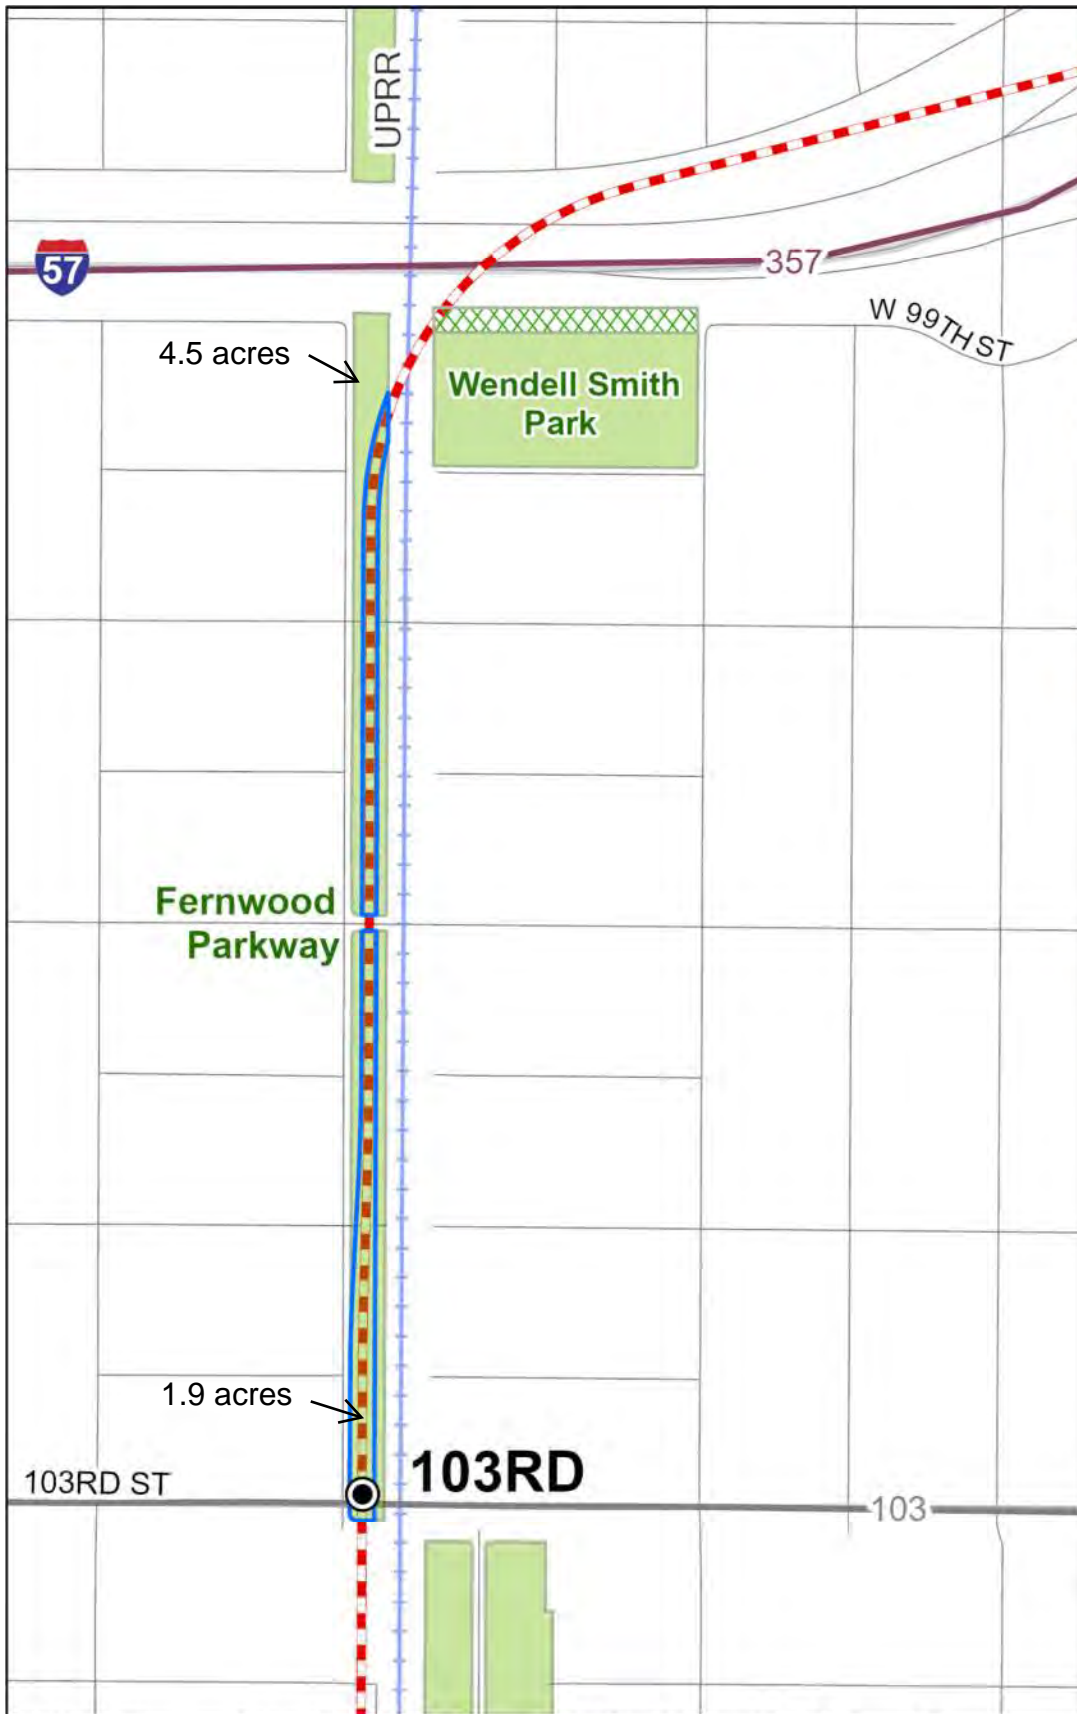 UPRR
57
357
W 99TH ST
4.5 acres
Wendell Smith
Park
Fernwood
Parkway
1.9 acres
103RD
103RD ST
103